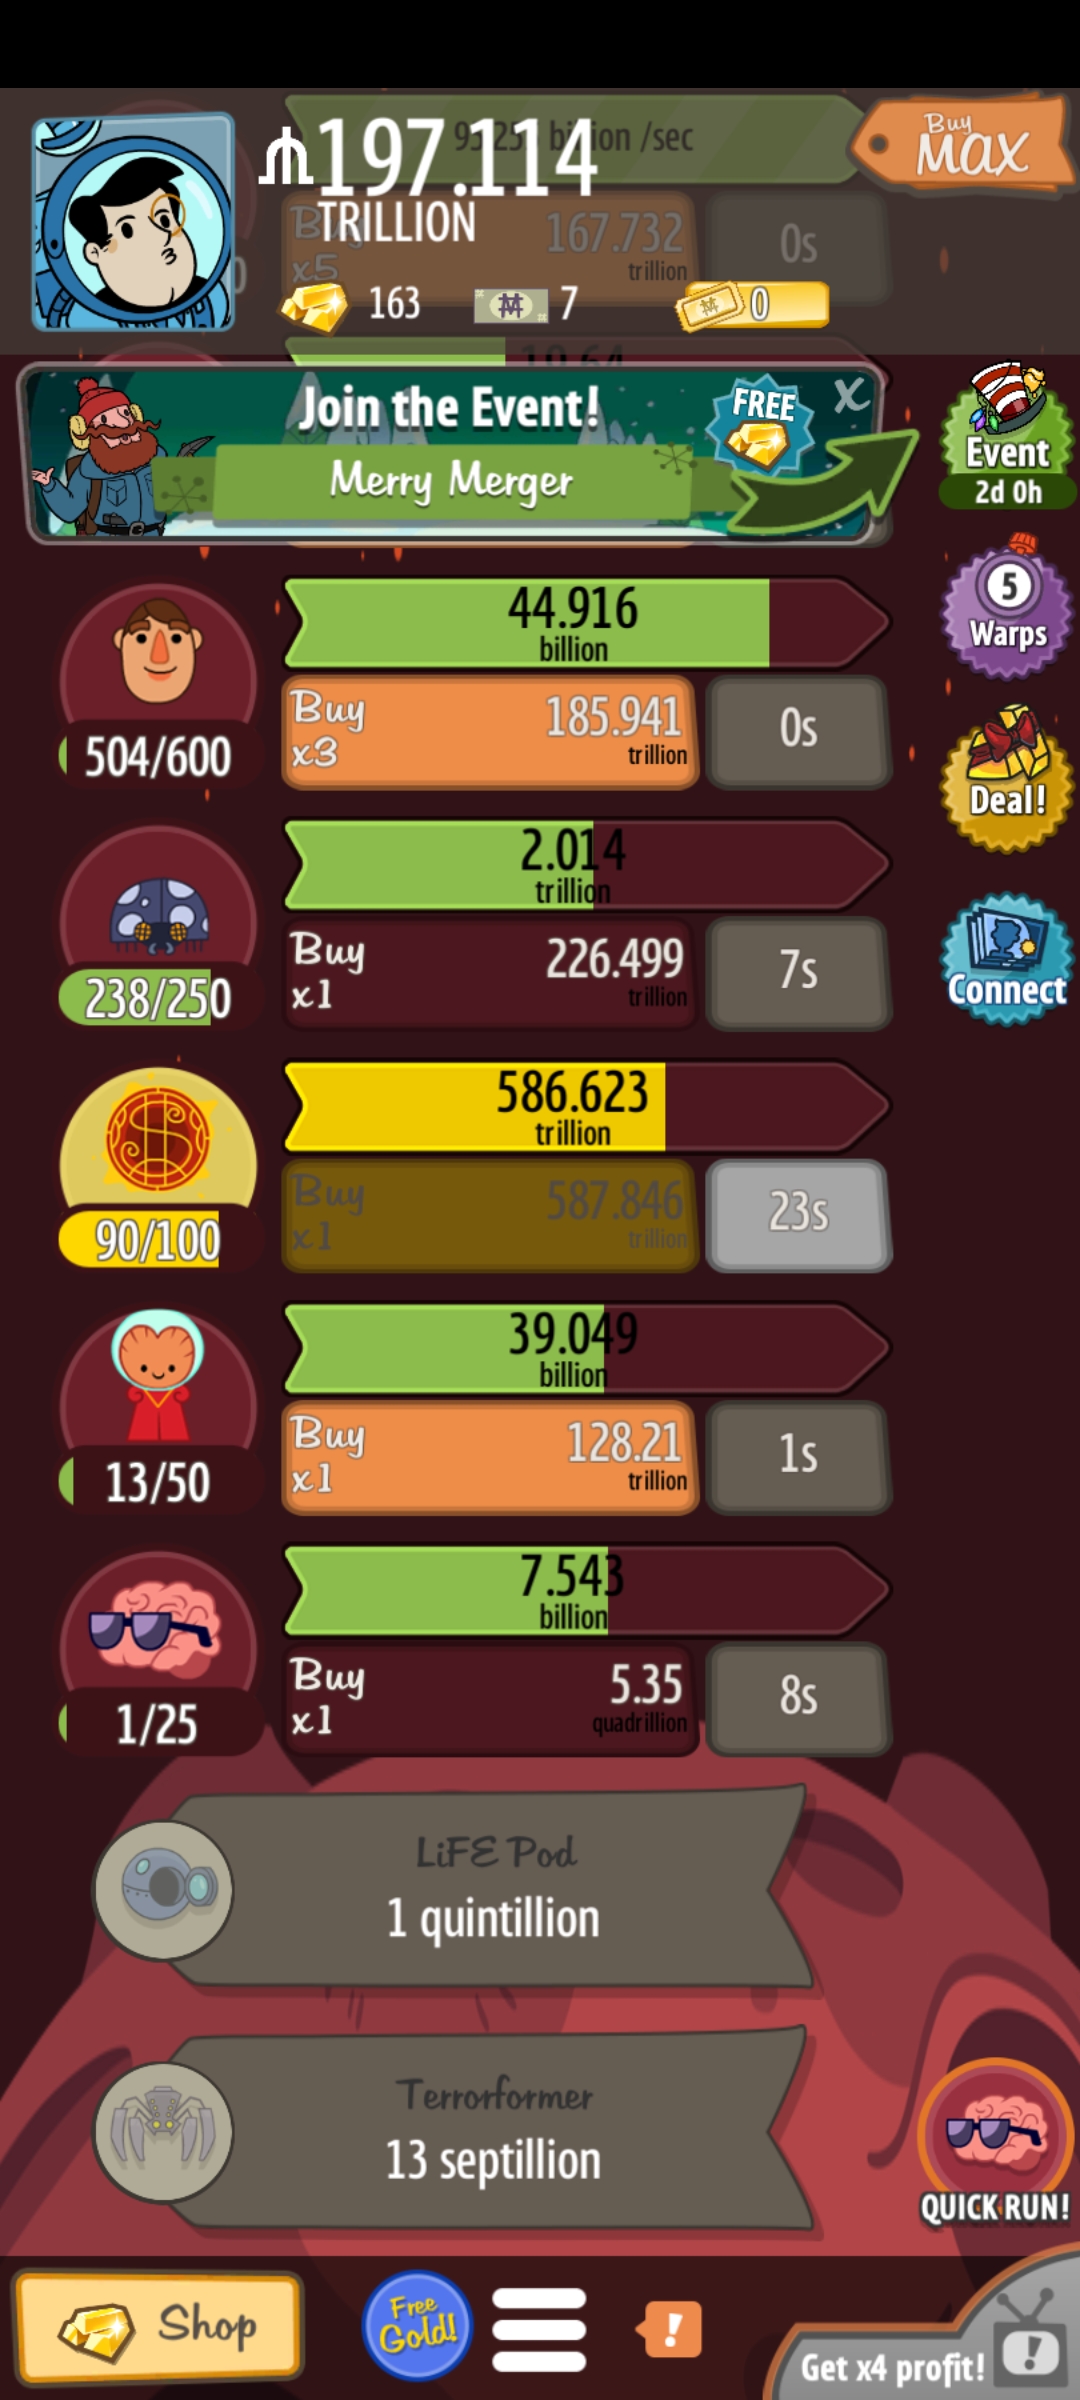 Buy
MAX
197.114
TRILLION
billion /sec
Buy
x5
167.732
trillion
0s
163
7
0
19.64
Join the Event!
FREE
X
Merry Merger
Event
2d 0h
44.916
billion
504/600
Buy
x3
185.941
trillion
0s
5
Warps
2.014
trillion
238/250
Buy
x1
226.499
trillion
7s
Deal!
Connect
586.623
trillion
90/100
Buy
x1
587.846
trillion
23s
39.049
billion
13/50
Buy
x1
128.21
trillion
1s
7.543
billion
1/25
Buy
x1
5.35
quadrillion
8s
LiFE Pod
1 quintillion
Terrorformer
13 septillion
QUICK RUN!
Shop
Free
Gold!
!
Get x4 profit!
!